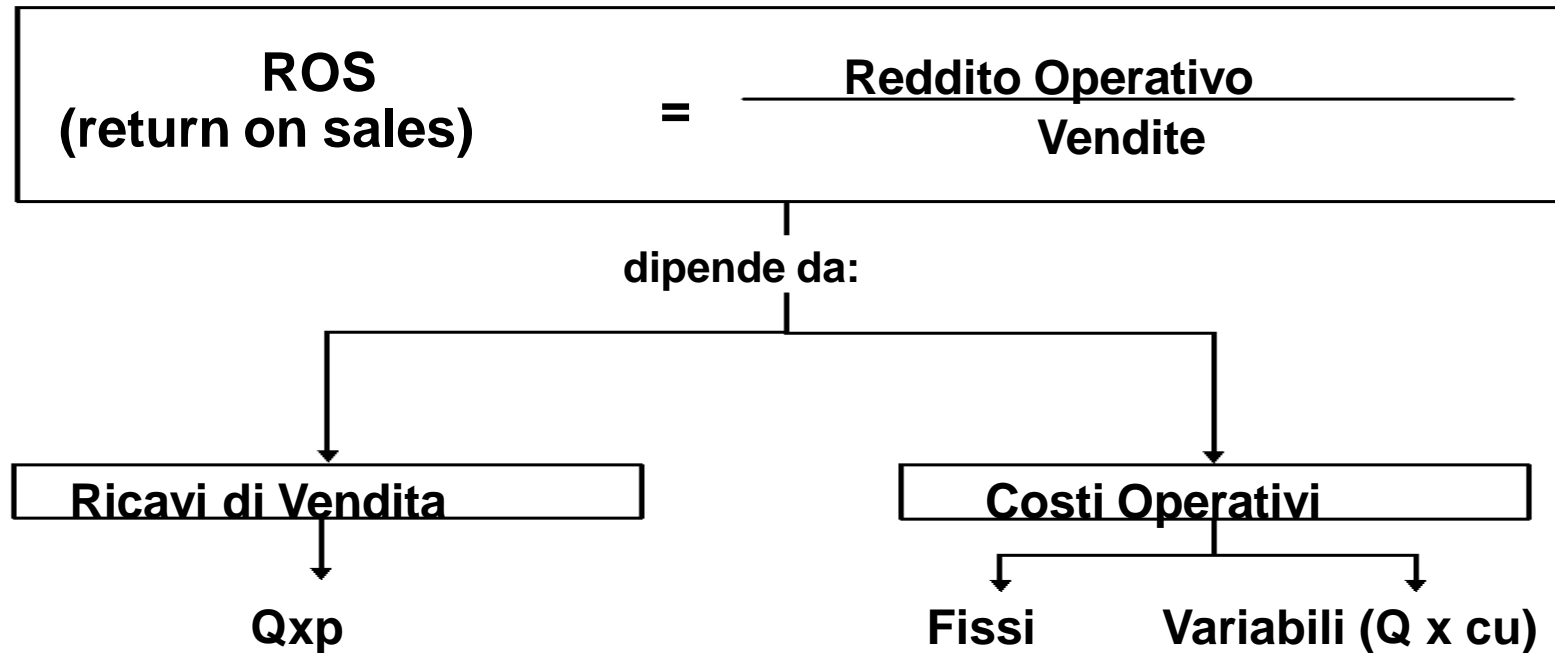 ROS
(return on sales)
=
Reddito Operativo
Vendite
dipende da:
Ricavi di Vendita
Costi Operativi
Qxp
Fissi
Variabili (Q x cu)